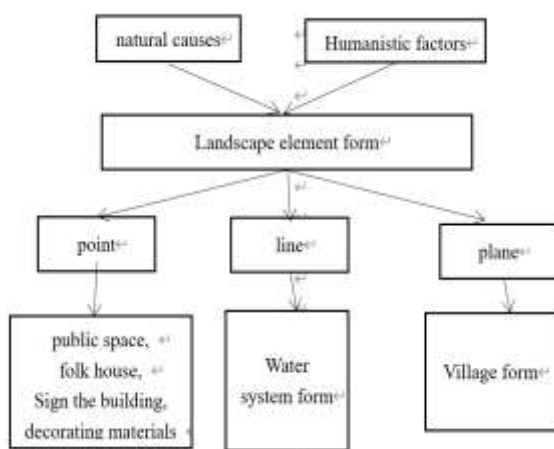 natural causes↵
Humanistic factors↵
Landscape element form↵
point↵
line↵
plane↵
public space, ↵
folk house, ↵
Sign the building,
decorating materials
Water
system form↵
Village form↵